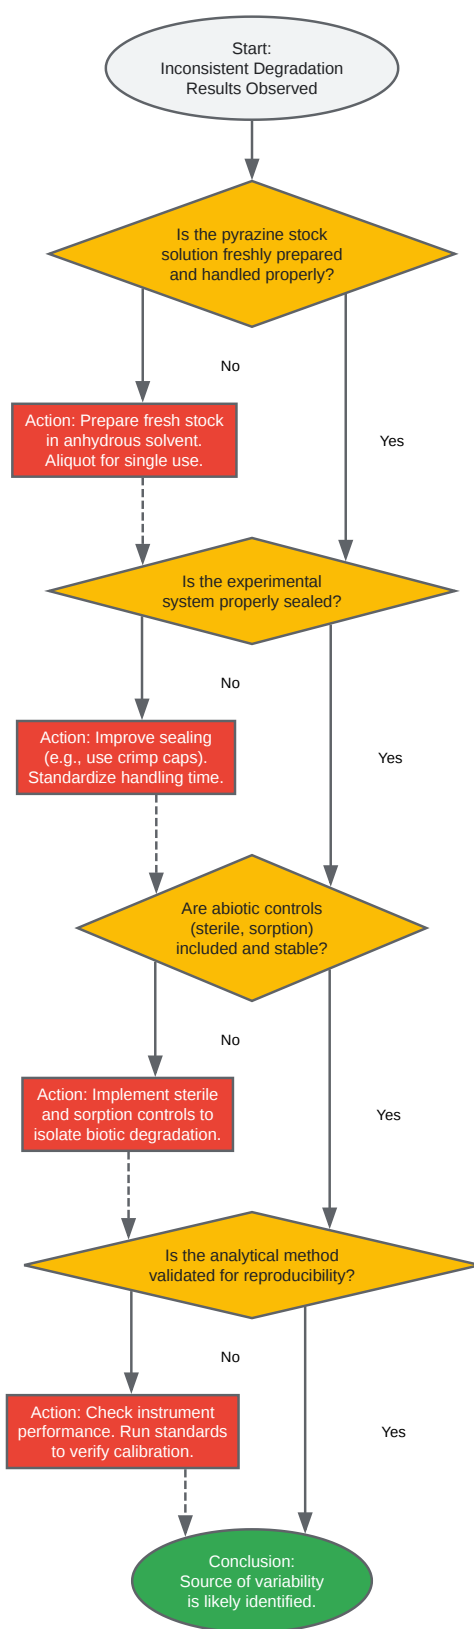 Start:
Inconsistent Degradation
Results Observed
Is the pyrazine stock
solution freshly prepared
and handled properly?
No
Yes
Action: Prepare fresh stock
in anhydrous solvent.
Aliquot for single use.
Is the experimental
system properly sealed?
No
Yes
Action: Improve sealing
(e.g., use crimp caps).
Standardize handling time.
Are abiotic controls
(sterile, sorption)
included and stable?
No
Yes
Action: Implement sterile
and sorption controls to
isolate biotic degradation.
Is the analytical method
validated for reproducibility?
No
Yes
Action: Check instrument
performance. Run standards
to verify calibration.
Conclusion:
Source of variability
is likely identified.